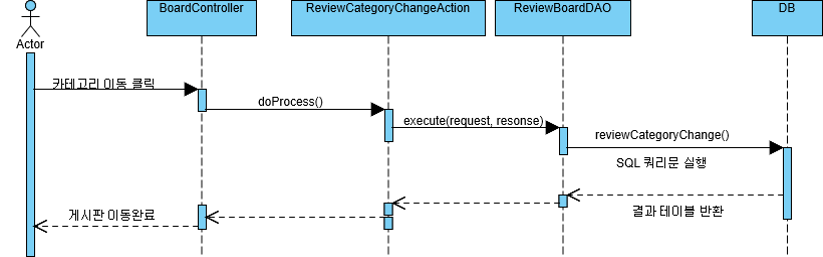 BoardController
ReviewCategoryChangeAction
ReviewBoardDAO
DB
Actor
카테고리 이동 클릭
doProcess()
execute(request, resonse)
reviewCategoryChange()
SQL 쿼리문 실행
결과 테이블 반환
게시판 이동완료